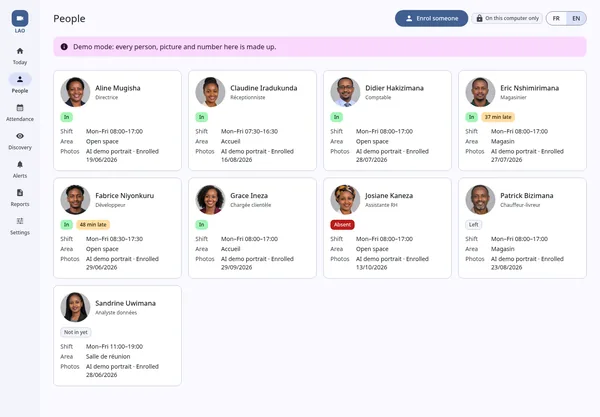 LAO
Today
People
Attendance
Discovery
Alerts
Reports
Settings
People
Enrol someone
On this computer only
FR
EN
Demo mode: every person, picture and number here is made up.
Aline Mugisha
Directrice
In
Shift Mon–Fri 08:00–17:00
Area Open space
Photos AI demo portrait · Enrolled
19/06/2026
Claudine Iradukunda
Réceptionniste
In
Shift Mon–Fri 07:30–16:30
Area Accueil
Photos AI demo portrait · Enrolled
16/08/2026
Didier Hakizimana
Comptable
In
Shift Mon–Fri 08:00–17:00
Area Open space
Photos AI demo portrait · Enrolled
28/07/2026
Eric Nshimirimana
Magasinier
In 37 min late
Shift Mon–Fri 08:00–17:00
Area Magasin
Photos AI demo portrait · Enrolled
27/07/2026
Fabrice Niyonkuru
Développeur
In 48 min late
Shift Mon–Fri 08:30–17:30
Area Open space
Photos AI demo portrait · Enrolled
29/06/2026
Grace Ineza
Chargée clientèle
In
Shift Mon–Fri 08:00–17:00
Area Accueil
Photos AI demo portrait · Enrolled
29/09/2026
Josiane Kaneza
Assistante RH
Absent
Shift Mon–Fri 08:00–17:00
Area Open space
Photos AI demo portrait · Enrolled
13/10/2026
Patrick Bizimana
Chauffeur-livreur
Left
Shift Mon–Fri 08:00–17:00
Area Magasin
Photos AI demo portrait · Enrolled
23/08/2026
Sandrine Uwimana
Analyste données
Not in yet
Shift Mon–Fri 11:00–19:00
Area Salle de réunion
Photos AI demo portrait · Enrolled
28/06/2026